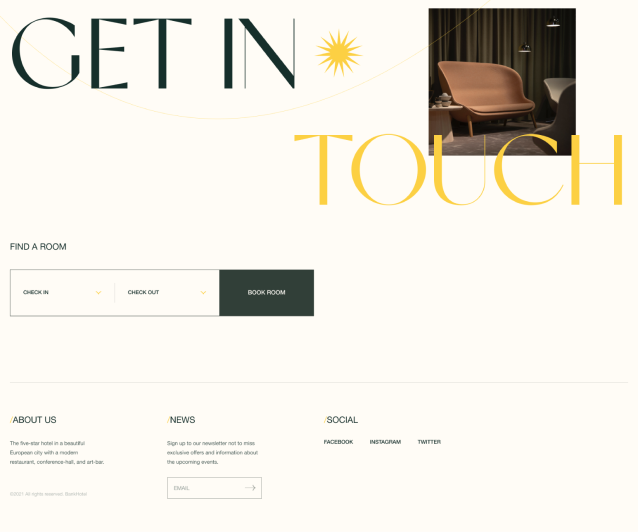 GET IN
TOUCH
FIND A ROOM
CHECK IN
CHECK OUT
BOOK ROOM
/ABOUT US
The five-star hotel in a beautiful
European city with a modern
restaurant, conference-hall, and art-bar.
©2021 All rights reserved.
/NEWS
Sign up to our newsletter not to miss
exclusive offers and information about
the upcoming events.
EMAIL
/SOCIAL
FACEBOOK
INSTAGRAM
TWITTER